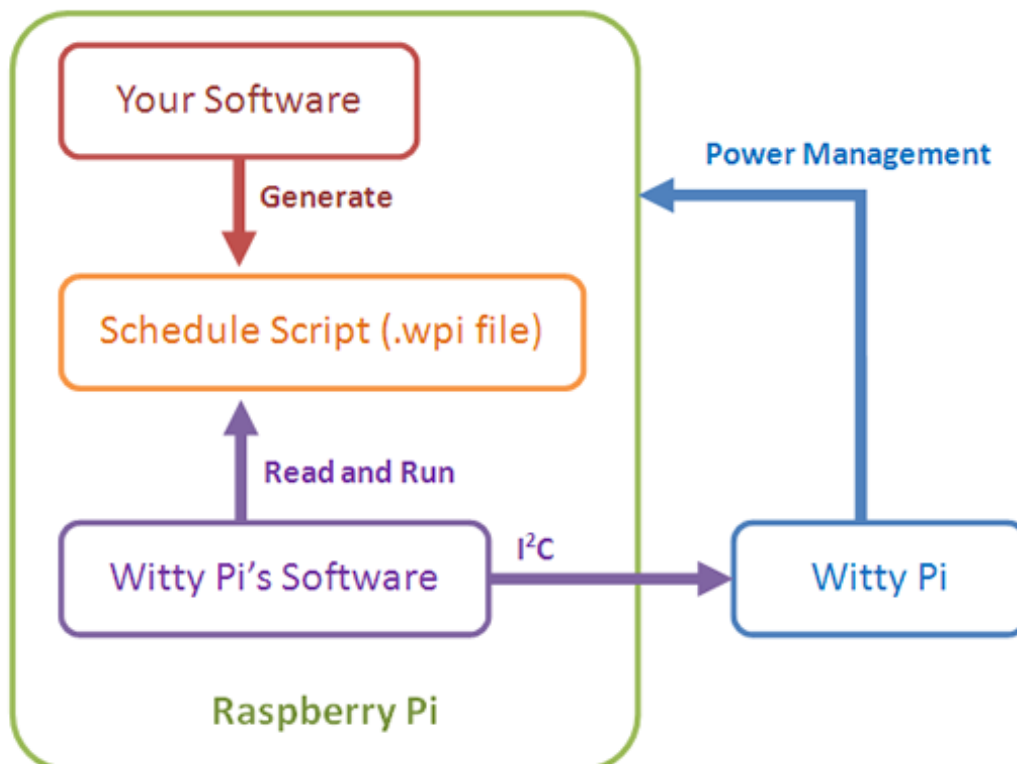 Your Software
Power Management
Generate
Schedule Script (.wpi file)
Read and Run
I²C
Witty Pi's Software
Witty Pi
Raspberry Pi